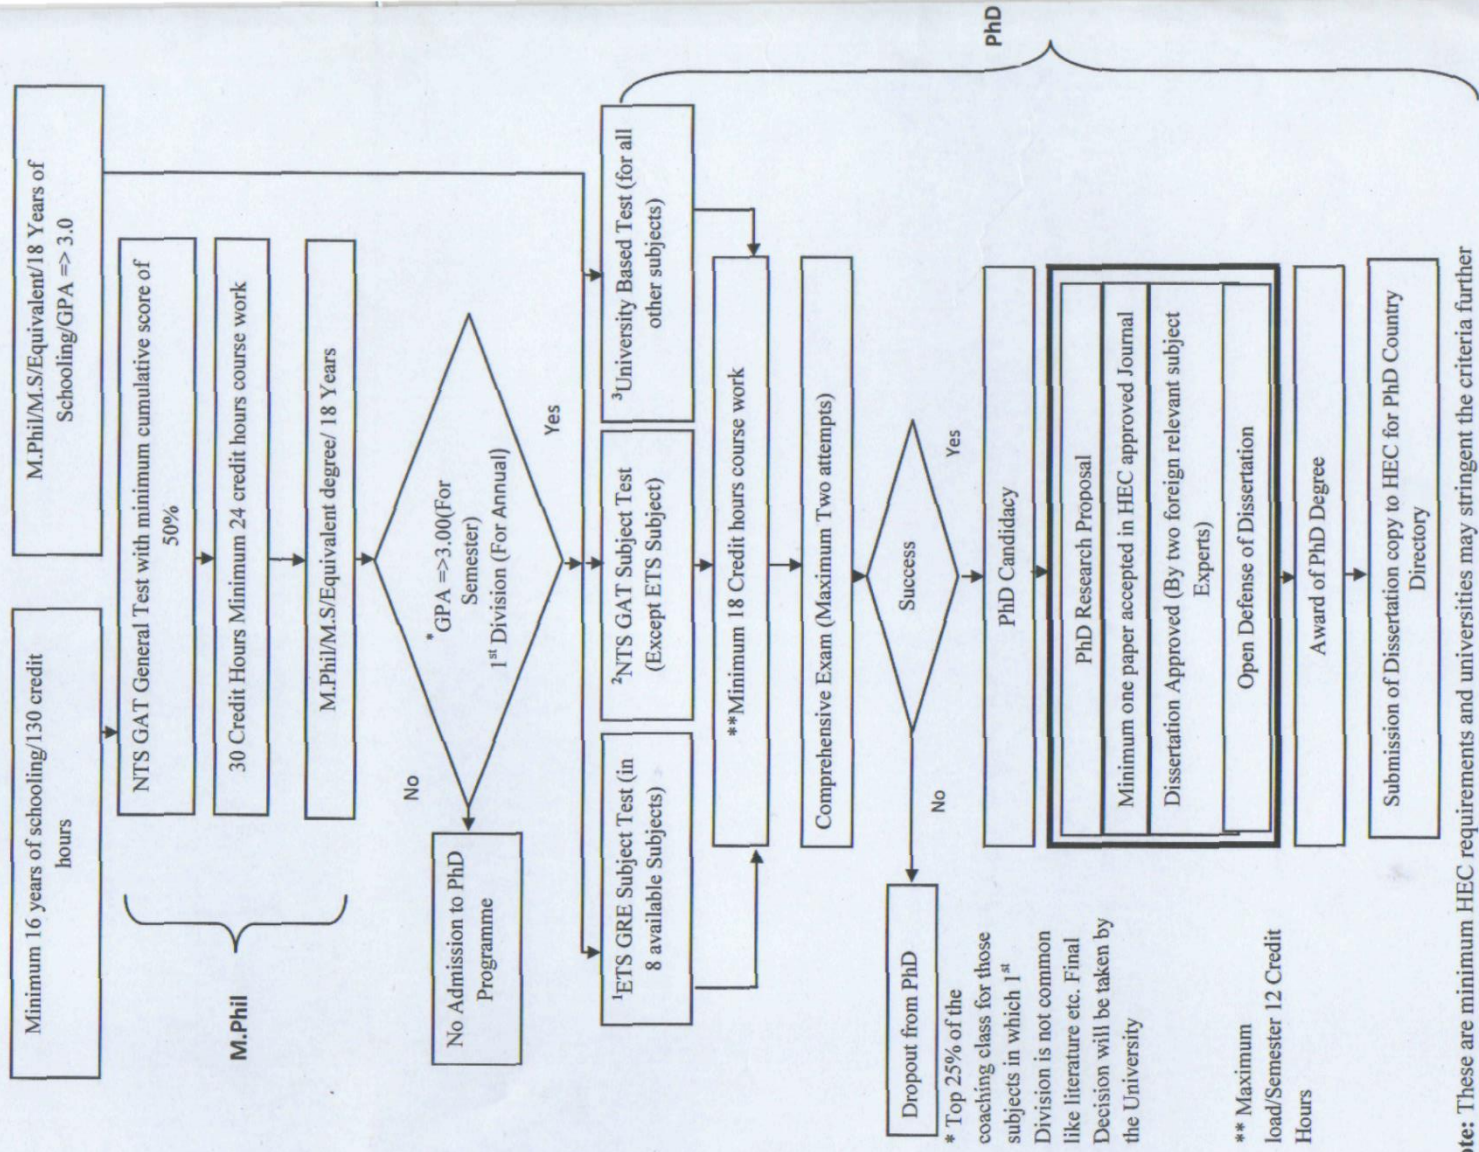 Minimum 16 years of schooling/130 credit
hours
M.Phil/M.S/Equivalent/18 Years of
Schooling/GPA => 3.0
NTS GAT General Test with minimum cumulative score of
50%
30 Credit Hours Minimum 24 credit hours course work
M.Phil/M.S/Equivalent degree/ 18 Years
M.Phil
* GPA =>3.00(For
Semester)
1st Division (For Annual)
No
Yes
No Admission to PhD
Programme
1ETS GRE Subject Test (in
8 available Subjects)
2NTS GAT Subject Test
(Except ETS Subject)
3University Based Test (for all
other subjects)
PhD
**Minimum 18 Credit hours course work
Comprehensive Exam (Maximum Two attempts)
Success
No
Yes
Dropout from PhD
PhD Candidacy
PhD Research Proposal
Minimum one paper accepted in HEC approved Journal
Dissertation Approved (By two foreign relevant subject
Experts)
Open Defense of Dissertation
Award of PhD Degree
Submission of Dissertation copy to HEC for PhD Country
Directory
* Top 25% of the
coaching class for those
subjects in which 1st
Division is not common
like literature etc. Final
Decision will be taken by
the University
** Maximum
load/Semester 12 Credit
Hours
ote: These are minimum HEC requirements and universities may stringent the criteria further